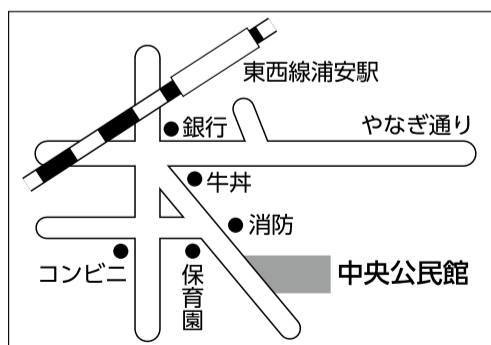 東西線浦安駅
銀行
やなぎ通り
牛丼
消防
コンビニ
保育園
中央公民館